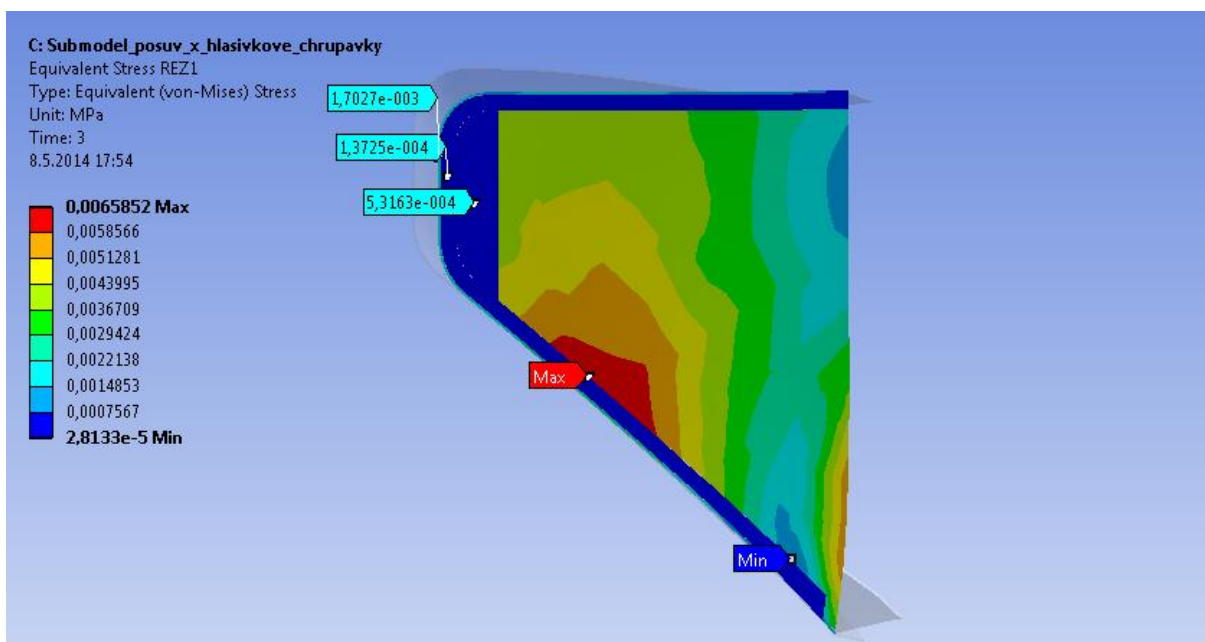 C: Submodel_posuv_x_hlasivkove_chrupavky
Equivalent Stress REZ1
Type: Equivalent (von-Mises) Stress
Unit: MPa
Time: 3
8.5.2014 17:54
0,0065852 Max
0,0058566
0,0051281
0,0043995
0,0036709
0,0029424
0,0022138
0,0014853
0,0007567
2,8133e-5 Min
1,7027e-003
1,3725e-004
5,3163e-004
Max
Min